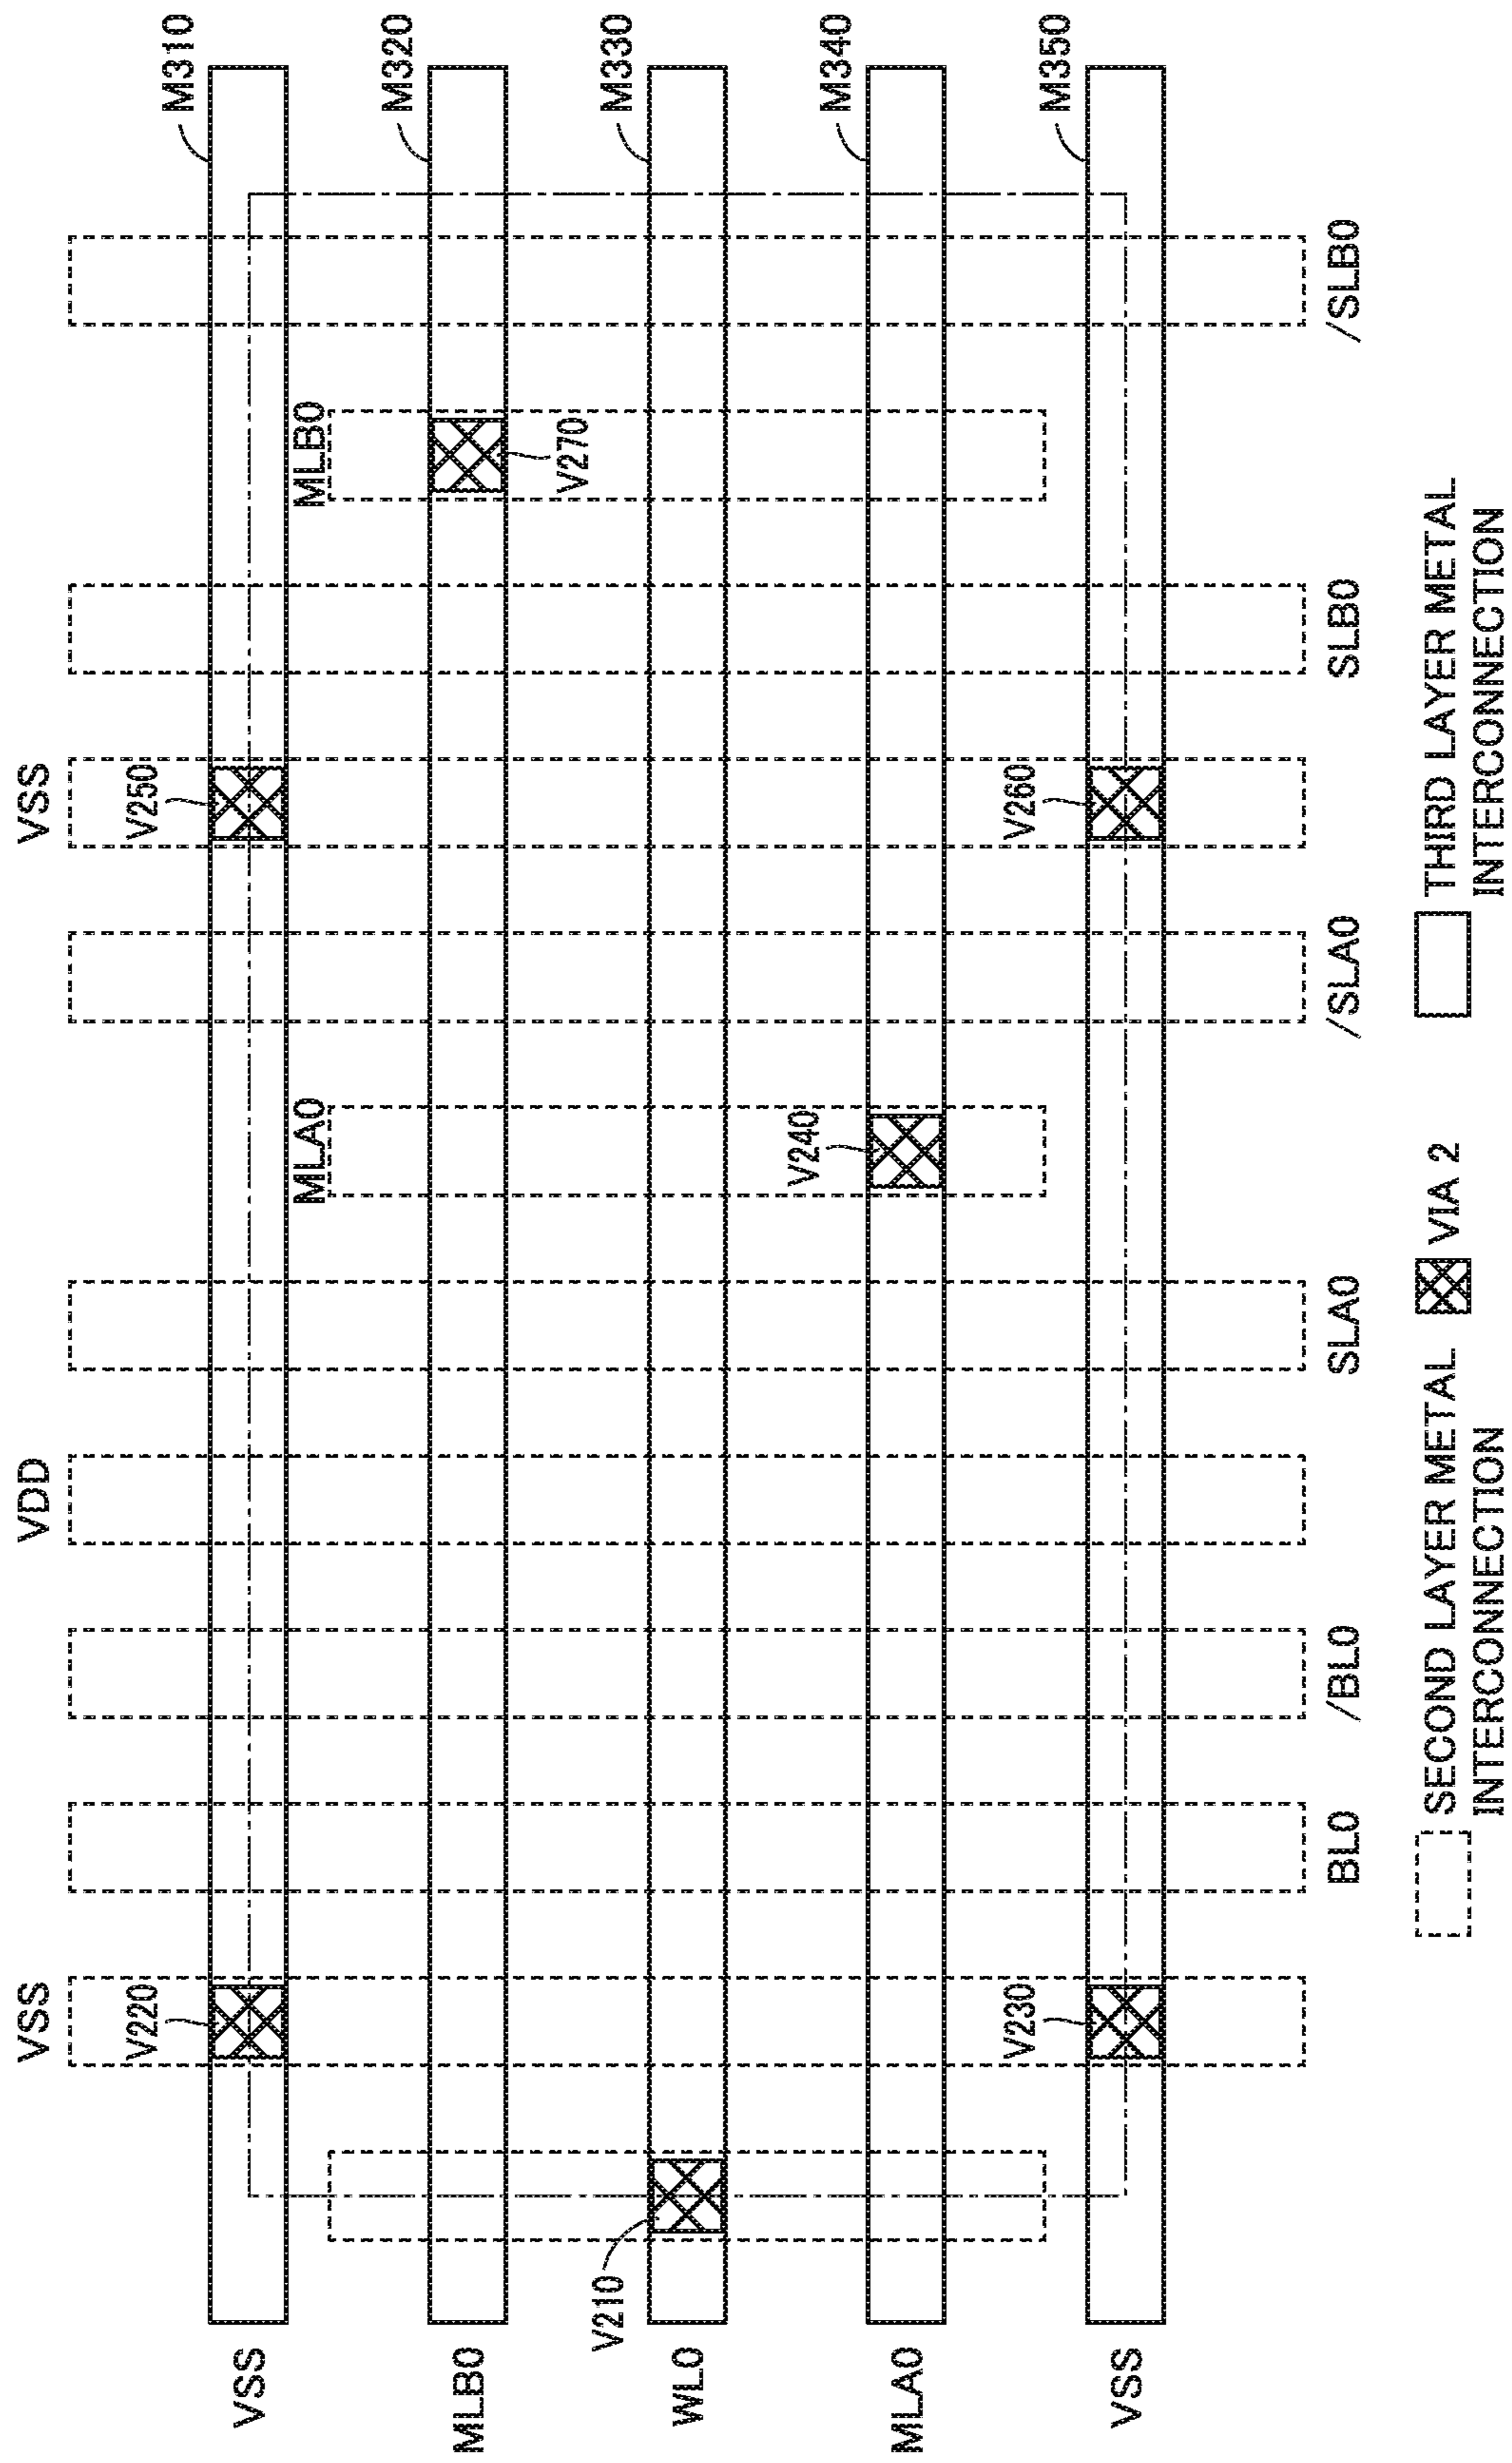 VSS
VDD
VSS
V220
V250
M310
VSS
MLA0
MLB0
M320
MLB0
V270
V210
M330
WL0
V240
M340
MLA0
V230
V260
M350
VSS
BL0
/BL0
SLA0
/SLA0
SLB0
/SLB0
SECOND LAYER METAL
INTERCONNECTION
VIA 2
THIRD LAYER METAL
INTERCONNECTION